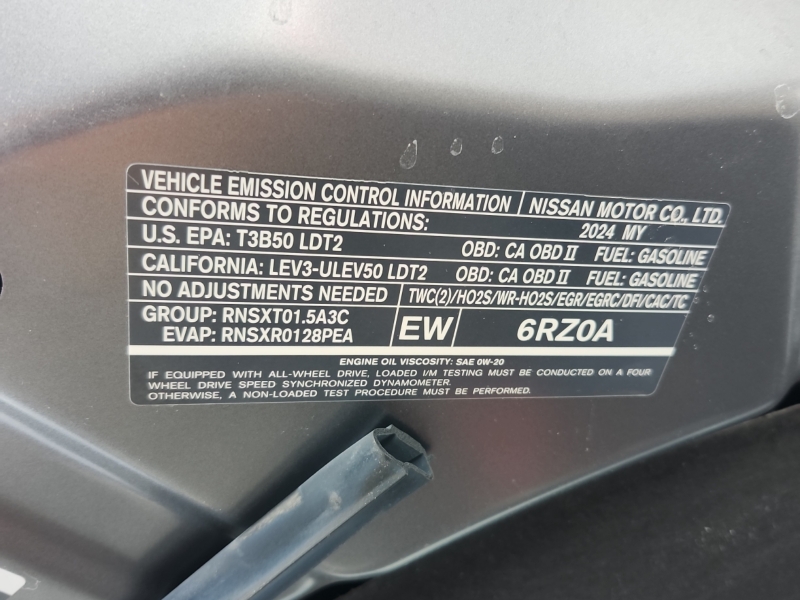 VEHICLE EMISSION CONTROL INFORMATION NISSAN MOTOR CO., LTD.
CONFORMS TO REGULATIONS: 2024 MY
U.S. EPA: T3B50 LDT2 OBD: CA OBD II FUEL: GASOLINE
CALIFORNIA: LEV3-ULEV50 LDT2 OBD: CA OBD II FUEL: GASOLINE
NO ADJUSTMENTS NEEDED TWC(2)/HO2S/WR-HO2S/EGR/EGRC/DFI/CAC/TC
GROUP: RNSXT01.5A3C EW 6RZ0A
EVAP: RNSXR0128PEA
ENGINE OIL VISCOSITY: SAE 0W-20
IF EQUIPPED WITH ALL-WHEEL DRIVE, LOADED I/M TESTING MUST BE CONDUCTED ON A FOUR
WHEEL DRIVE SPEED SYNCHRONIZED DYNAMOMETER.
OTHERWISE, A NON-LOADED TEST PROCEDURE MUST BE PERFORMED.